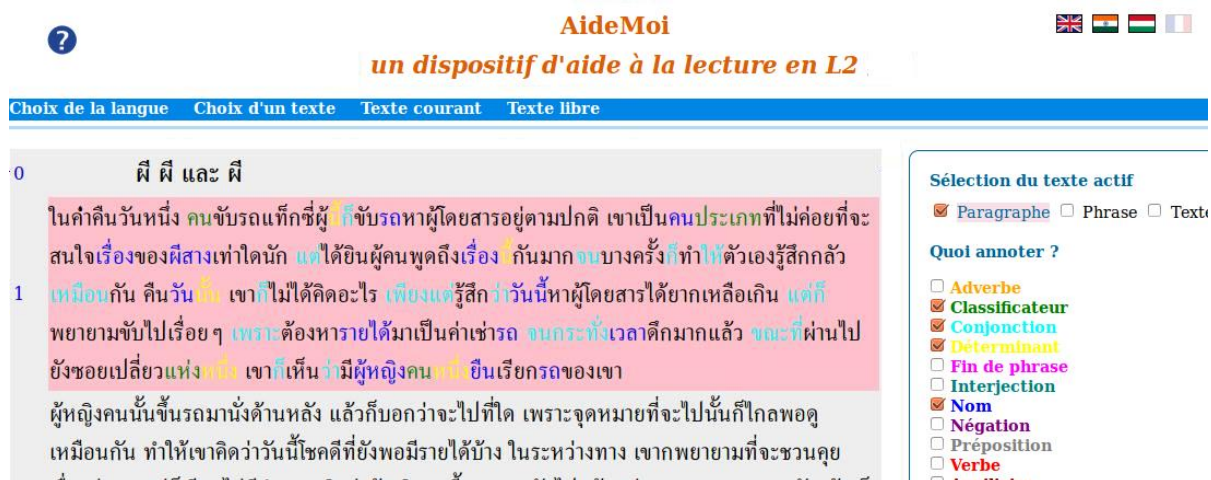 AideMoi
un dispositif d'aide à la lecture en L2
Choix de la langue Choix d'un texte Texte courant Texte libre
0 ผี ผี และ ผี
ในค่ำคืนวันหนึ่ง คนขับรถแท็กซี่ผู้นี้ก็ขับรถหาผู้โดยสารอยู่ตามปกติ เขาเป็นคนประเภทที่ไม่ค่อยที่จะ
สนใจเรื่องของผีสางเท่าใดนัก แต่ได้ยินผู้คนพูดถึงเรื่องนี้กันมากจนบางครั้งก็ทำให้ตัวเองรู้สึกกลัว
1 เหมือนกัน คืนวันนั้น เขาก็ไม่ได้คิดอะไร เพียงแต่รู้สึกว่าวันนี้หาผู้โดยสารได้ยากเหลือเกิน แต่ก็
พยายามขับไปเรื่อยๆ เพราะต้องหารายได้มาเป็นค่าเช่ารถ จนกระทั่งเวลาดึกมากแล้ว ขณะที่ผ่านไป
ยังซอยเปลี่ยวแห่งหนึ่ง เขาก็เห็นว่ามีผู้หญิงคนหนึ่งยืนเรียกรถของเขา
ผู้หญิงคนนั้นขึ้นรถมานั่งด้านหลัง แล้วก็บอกว่าจะไปที่ใด เพราะจุดหมายที่จะไปนั้นก็ไกลพอดู
เหมือนกัน ทำให้เขาคิดว่าวันนี้โชคดีที่ยังพอมีรายได้บ้าง ในระหว่างทาง เขากพยายามที่จะชวนคุย
Sélection du texte actif
Paragraphe Phrase Texte
Quoi annoter ?
Adverbe
Classificateur
Conjonction
Déterminant
Fin de phrase
Interjection
Nom
Négation
Préposition
Verbe